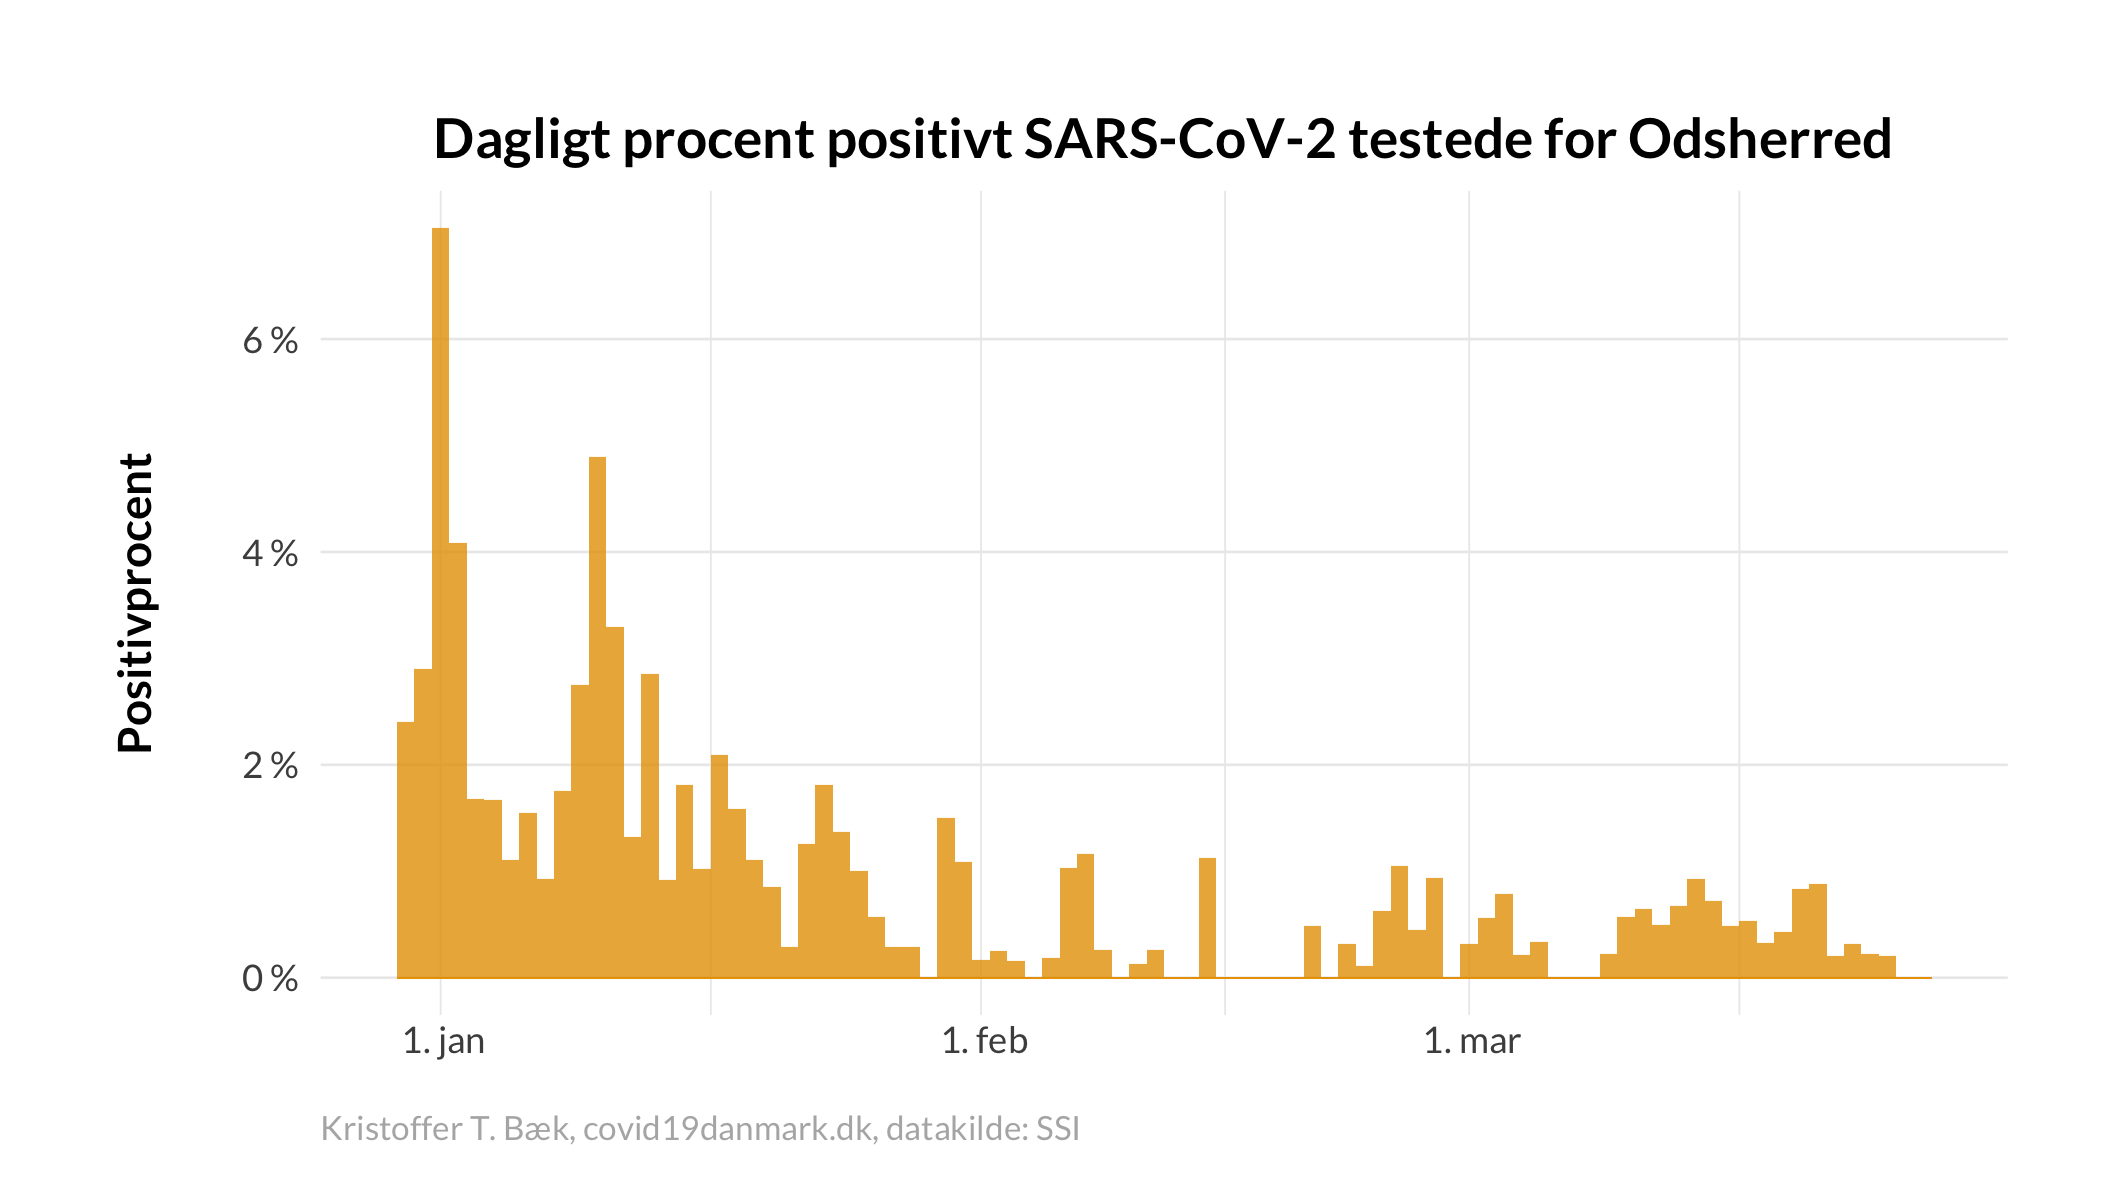 Dagligt procent positivt SARS-CoV-2 testede for Odsherred
Positivprocent
6 %
4 %
2 %
0 %
1. jan
1. feb
1. mar
Kristoffer T. Bæk, covid19danmark.dk, datakilde: SSI